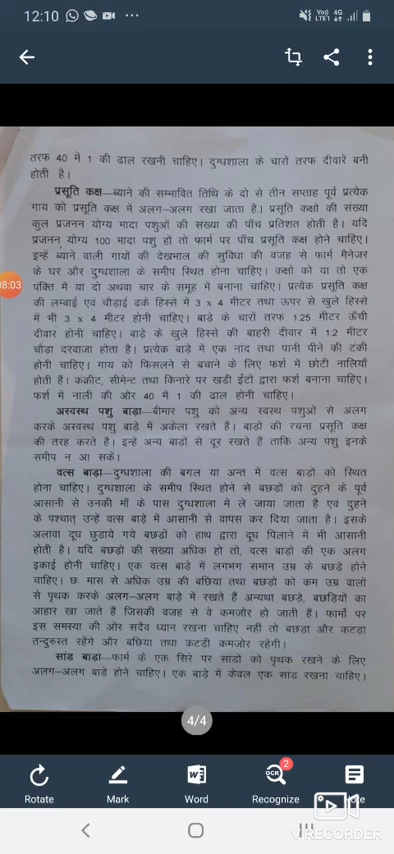 12:10
Vo) 4G
LTE1
तरफ 40 में 1 की ढाल रखनी चाहिए। दुग्धशाला के चारों तरफ दीवारें बनी
होती है।
प्रसूति कक्ष—ब्याने की सम्भावित तिथि के दो से तीन सप्ताह पूर्व प्रत्येक
गाय को प्रसूति कक्ष में अलग-अलग रखा जाता है। प्रसूति कक्षों की संख्या
कुल प्रजनन योग्य मादा पशुओं की संख्या की पाँच प्रतिशत होती है। यदि
प्रजनन योग्य 100 मादा पशु हों तो फार्म पर पाँच प्रसूति कक्ष होने चाहिए।
इन्हें ब्याने वाली गायों की देखभाल की सुविधा की वजह से फार्म मैनेजर
के घर और दुग्धशाला के समीप स्थित होना चाहिए। कक्षों को या तो एक
08:03
पंक्ति में या दो अथवा चार के समूह में बनाना चाहिए। प्रत्येक प्रसूति कक्ष
की लम्बाई एवं चौड़ाई ढके हिस्से में 3 x 4 मीटर तथा ऊपर से खुले हिस्से
में भी 3 x 4 मीटर होनी चाहिए। बाड़े के चारों तरफ 1.25 मीटर ऊँची
दीवार होनी चाहिए। बाड़े के खुले हिस्से की बाहरी दीवार में 1.2 मीटर
चौड़ा दरवाजा होता है। प्रत्येक बाड़े में एक नांद तथा पानी पीने की टंकी
होनी चाहिए। गाय को फिसलने से बचाने के लिए फर्श में छोटी नालियाँ
होती हैं। कंकीट, सीमेन्ट तथा किनारे पर खडी ईंटों द्वारा फर्श बनाना चाहिए।
फर्श में नाली की ओर 40 में 1 की ढाल होनी चाहिए।
अस्वस्थ पशु बाड़ा—बीमार पशु को अन्य स्वस्थ पशुओं से अलग
करके अस्वस्थ पशु बाड़े में अकेला रखते हैं। बाडों की रचना प्रसूति कक्ष
की तरह करते हैं। इन्हे अन्य बाडों से दूर रखते हैं ताकि अन्य पशु इनके
समीप न आ सकें।
वत्स बाड़ा—दुग्धशाला की बगल या अन्त में वत्स बाडों को स्थित
होना चाहिए। दुग्धशाला के समीप स्थित होने से बछडों को दुहने के पूर्व
आसानी से उनकी माँ के पास दुग्धशाला में ले जाया जाता है एवं दुहने
के पश्चात् उन्हें वत्स बाड़े में आसानी से वापस कर दिया जाता है। इसके
अलावा दूध छुडाये गये बछडों को हाथ द्वारा दूध पिलाने में भी आसानी
होती है। यदि बछडों की संख्या अधिक हो तो, वत्स बाडों की एक अलग
इकाई होनी चाहिए। एक वत्स बाड़े में लगभग समान उम्र के बछड़े होने
चाहिए। छः मास से अधिक उम्र की बछिया तथा बछडों को कम उम्र वालों
से पृथक करके अलग-अलग बाड़े में रखते हैं अन्यथा बछड़े, बछड़ियों का
आहार खा जाते हैं जिसकी वजह से वे कमजोर हो जाती हैं। फार्मो पर
इस समस्या की ओर सदैव ध्यान रखना चाहिए नही तो बछडा और कटडा
तन्दुरुस्त रहेंगे और बछिया तथा कटडी कमजोर रहेंगी।
सांड बाड़ा—फार्म के एक सिरे पर सांडों को पृथक रखने के लिए
अलग-अलग बाड़े होने चाहिए। एक बाड़े में केवल एक सांड रखना चाहिए।
4/4
2
OCR
Rotate Mark Word Recognize
VIRECORDER